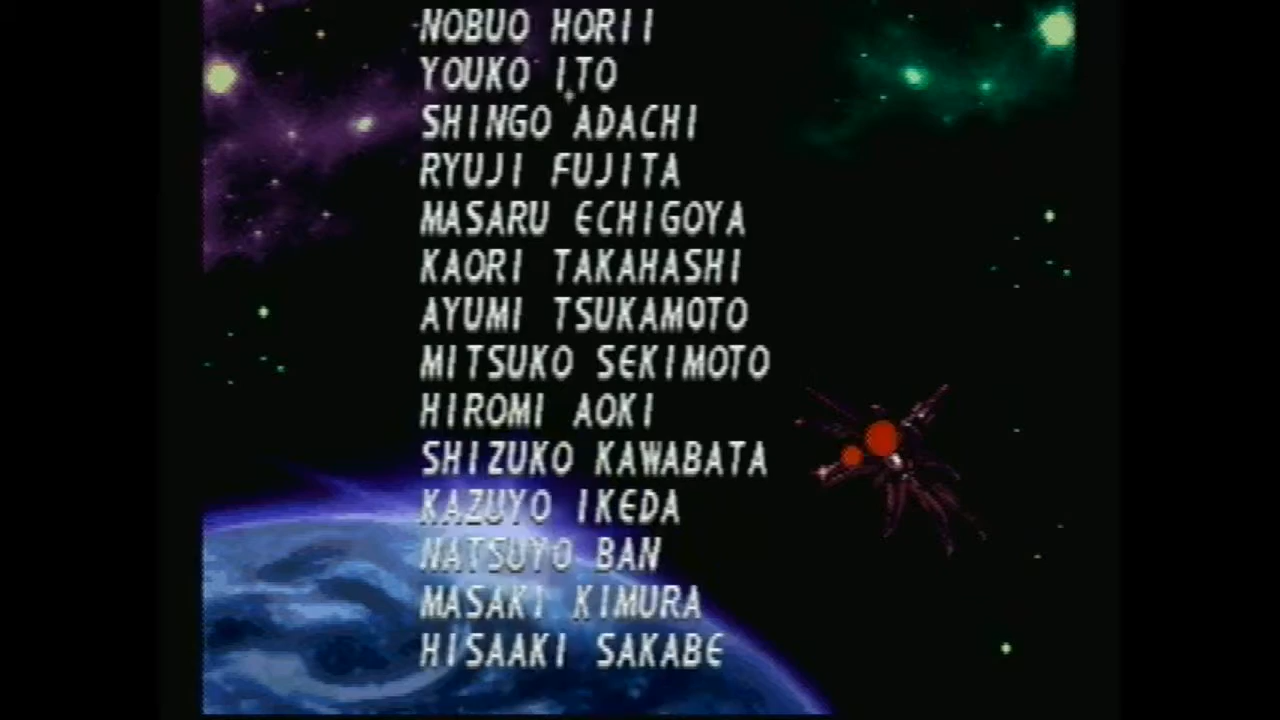 NOBUO HORII
YOUKO ITO
SHINGO ADACHI
RYUJI FUJITA
MASARU ECHIGOYA
KAORI TAKAHASHI
AYUMI TSUKAMOTO
MITSUKO SEKIMOTO
HIROMI AOKI
SHIZUKO KAWABATA
KAZUYO IKEDA
NATSUYO BAN
MASAKI KIMURA
HISAAKI SAKABE